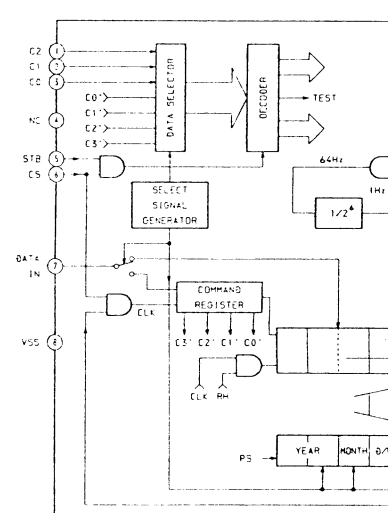 C2 1
C1 2
C0 3
C0'
C1'
C2'
C3'
DATA SELECTOR
DECODER
TEST
NC 4
STB 5
CS 6
64Hz
1Hz
SELECT
SIGNAL
GENERATOR
DATA
IN 7
COMMAND
REGISTER
CLK
C3' C2' C1' C0'
VSS 8
CLK RH
PS
YEAR
MONTH